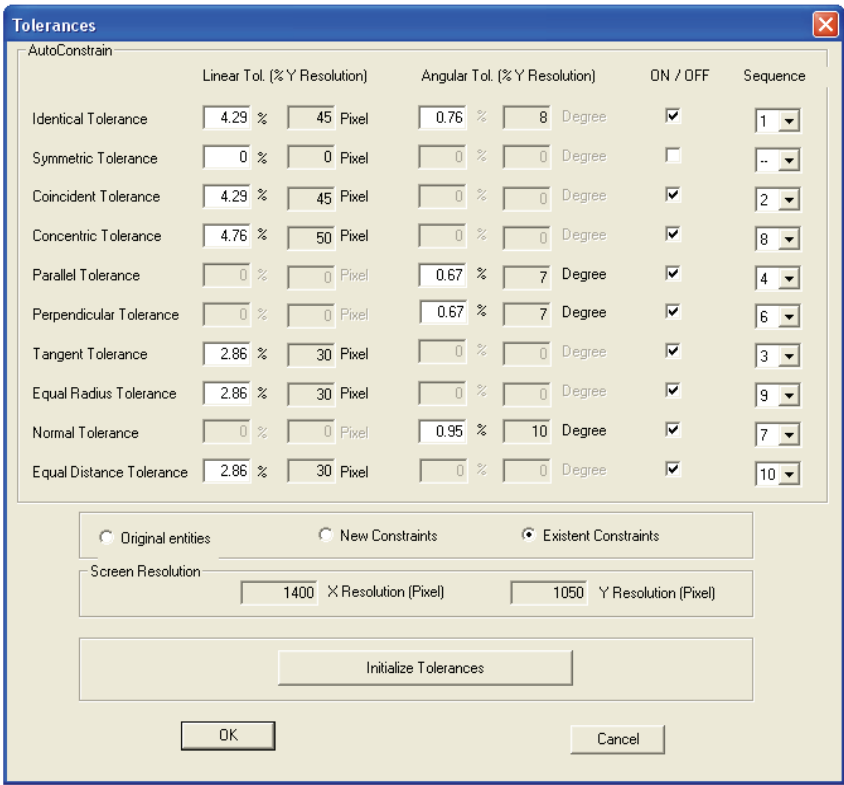 Tolerances
AutoConstrain
Linear Tol. (% Y Resolution) Angular Tol. (% Y Resolution) ON / OFF Sequence
Identical Tolerance 4.29 % 45 Pixel 0.76 % 8 Degree 1
Symmetric Tolerance 0 % 0 Pixel 0 % 0 Degree --
Coincident Tolerance 4.29 % 45 Pixel 0 % 0 Degree 2
Concentric Tolerance 4.76 % 50 Pixel 0 % 0 Degree 8
Parallel Tolerance 0 % 0 Pixel 0.67 % 7 Degree 4
Perpendicular Tolerance 0 % 0 Pixel 0.67 % 7 Degree 6
Tangent Tolerance 2.86 % 30 Pixel 0 % 0 Degree 3
Equal Radius Tolerance 2.86 % 30 Pixel 0 % 0 Degree 9
Normal Tolerance 0 % 0 Pixel 0.95 % 10 Degree 7
Equal Distance Tolerance 2.86 % 30 Pixel 0 % 0 Degree 10
Original entities New Constraints Existent Constraints
Screen Resolution
1400 X Resolution (Pixel) 1050 Y Resolution (Pixel)
Initialize Tolerances
OK Cancel